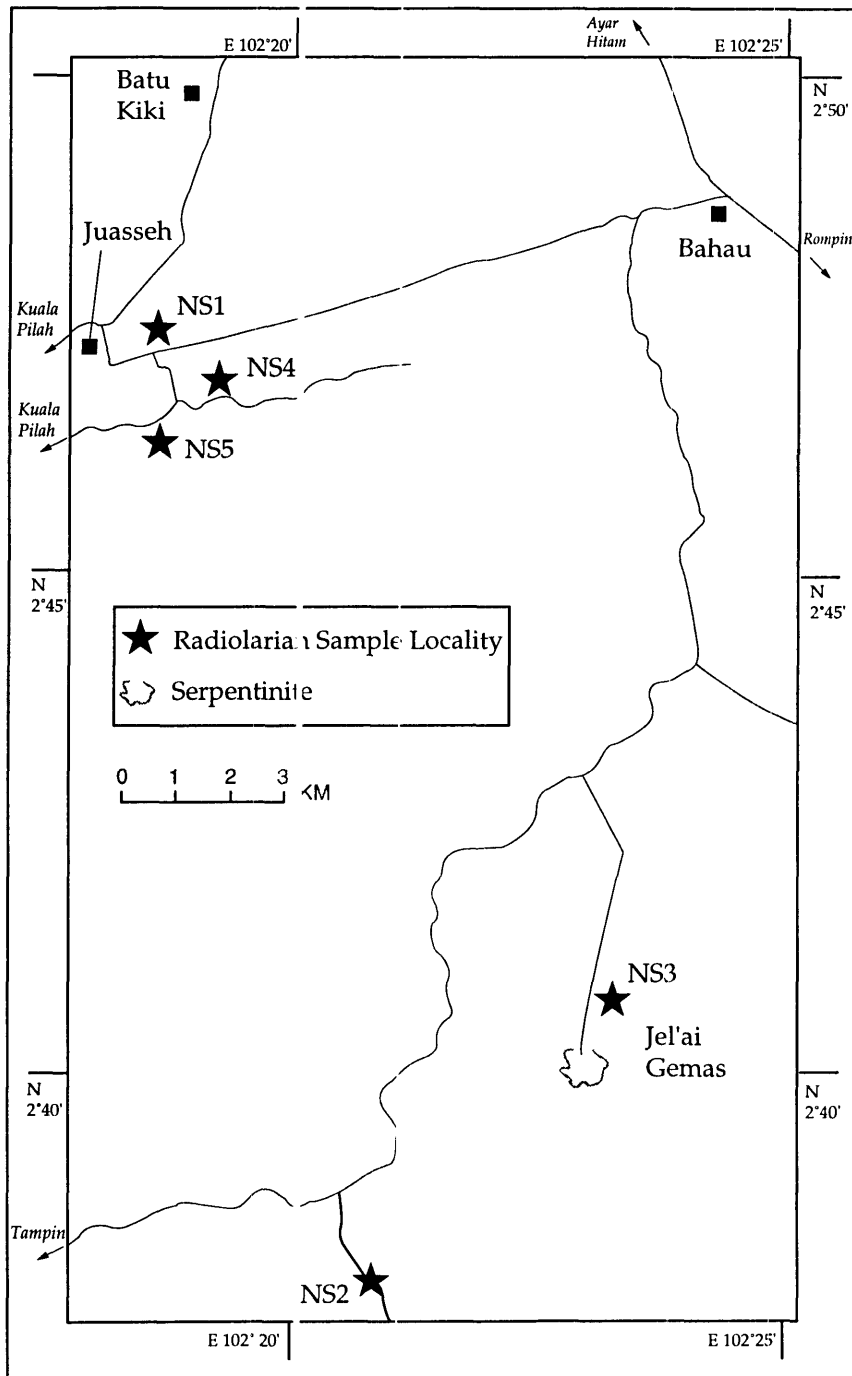 Ayar
Hitam
E 102°20'
E 102°25'
Batu
Kiki
N
2°50'
Juasseh
Bahau
Rompin
Kuala
Pilah
NS1
NS4
Kuala
Pilah
NS5
N
2°45'
N
2°45'
Radiolarian Sample Locality
Serpentinite
0 1 2 3 KM
NS3
Jel'ai
Gemas
N
2°40'
N
2°40'
Tampin
NS2
E 102° 20'
E 102°25'